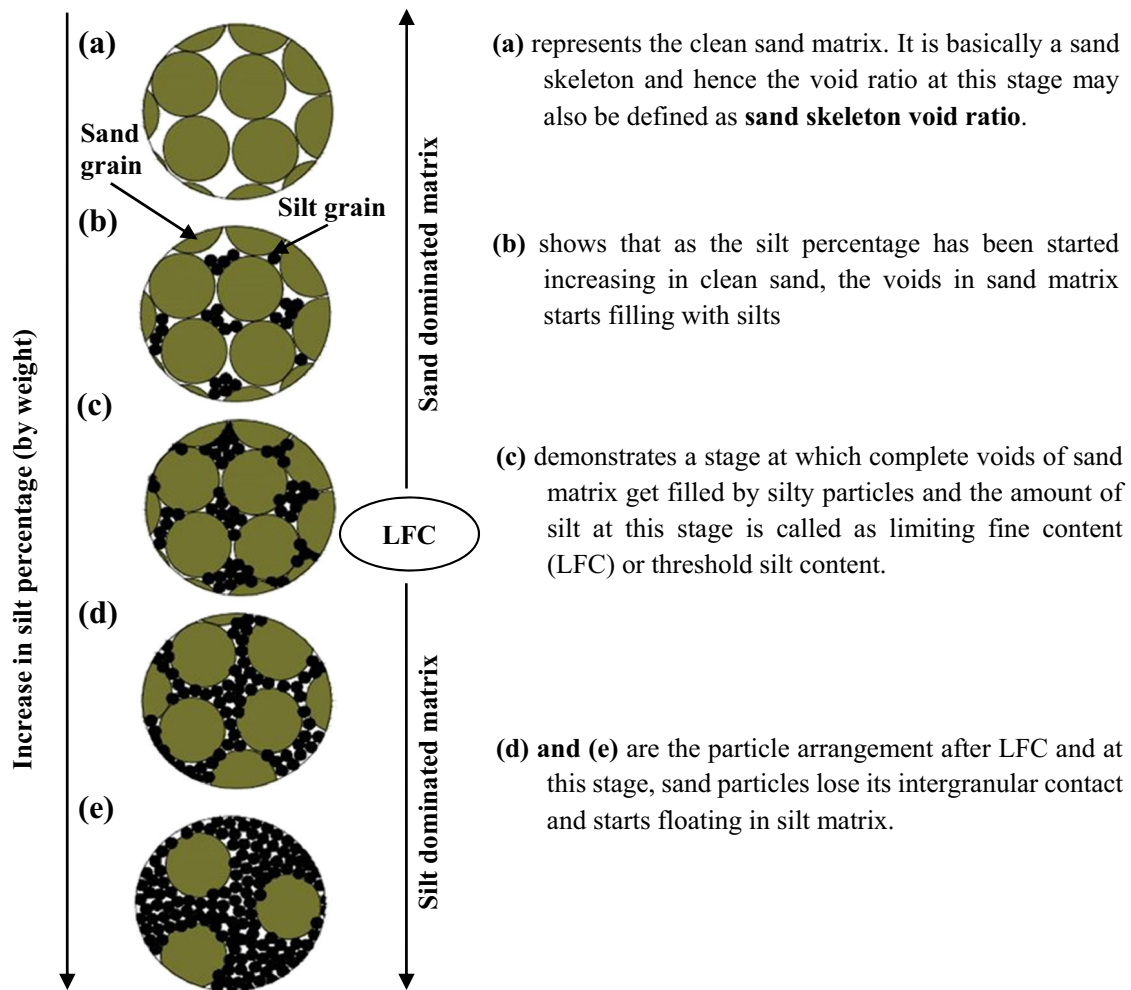 (a)
(a) represents the clean sand matrix. It is basically a sand
skeleton and hence the void ratio at this stage may
also be defined as sand skeleton void ratio.
Sand
grain
Silt grain
(b)
(b) shows that as the silt percentage has been started
increasing in clean sand, the voids in sand matrix
starts filling with silts
Increase in silt percentage (by weight)
Sand dominated matrix
(c)
(c) demonstrates a stage at which complete voids of sand
matrix get filled by silty particles and the amount of
silt at this stage is called as limiting fine content
(LFC) or threshold silt content.
LFC
(d)
Silt dominated matrix
(d) and (e) are the particle arrangement after LFC and at
this stage, sand particles lose its intergranular contact
and starts floating in silt matrix.
(e)